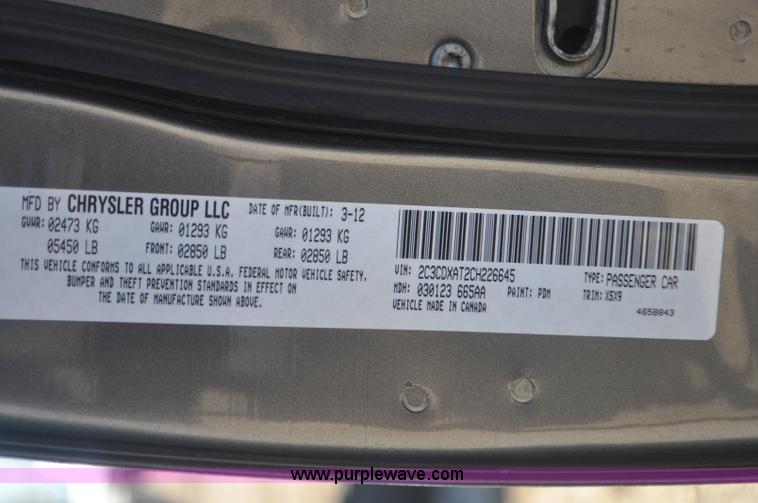 MFD BY CHRYSLER GROUP LLC DATE OF MFR(BUILT): 3-12
GVWR: 02473 KG GAWR: 01293 KG GAWR: 01293 KG
05450 LB FRONT: 02850 LB REAR: 02850 LB
THIS VEHICLE CONFORMS TO ALL APPLICABLE U.S.A. FEDERAL MOTOR VEHICLE SAFETY,
BUMPER AND THEFT PREVENTION STANDARDS IN EFFECT ON
THE DATE OF MANUFACTURE SHOWN ABOVE.
VIN: 2C3CDXAT2CH226645 TYPE: PASSENGER CAR
MDH: 030123 665AA PAINT: PDM TRIM: X5X9
VEHICLE MADE IN CANADA 4658843
www.purplewave.com